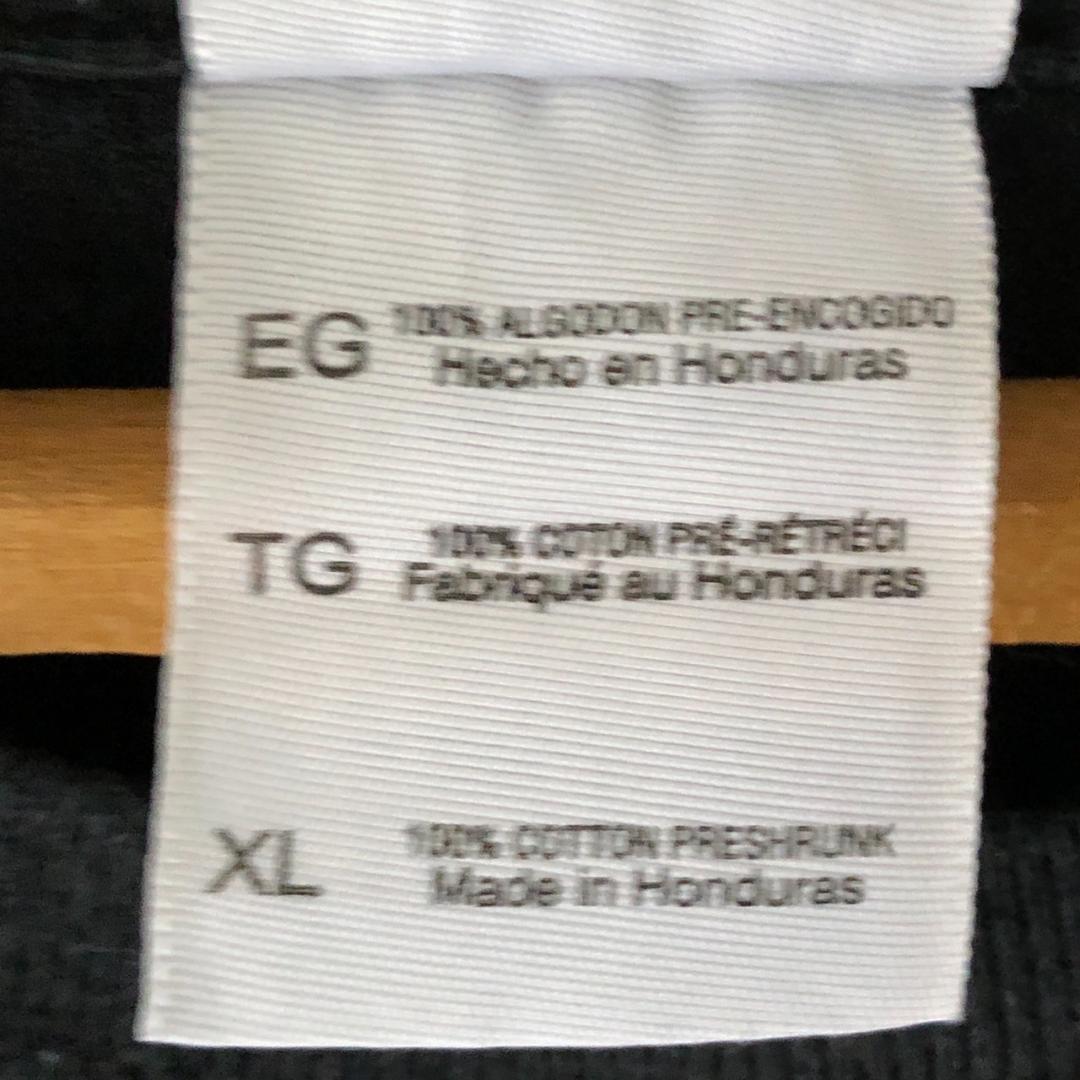 EG 100% ALGODON PRE-ENCOGIDO
Hecho en Honduras
TG 100% COTON PRÉ-RÉTRÉCI
Fabriqué au Honduras
XL 100% COTTON PRESHRUNK
Made in Honduras